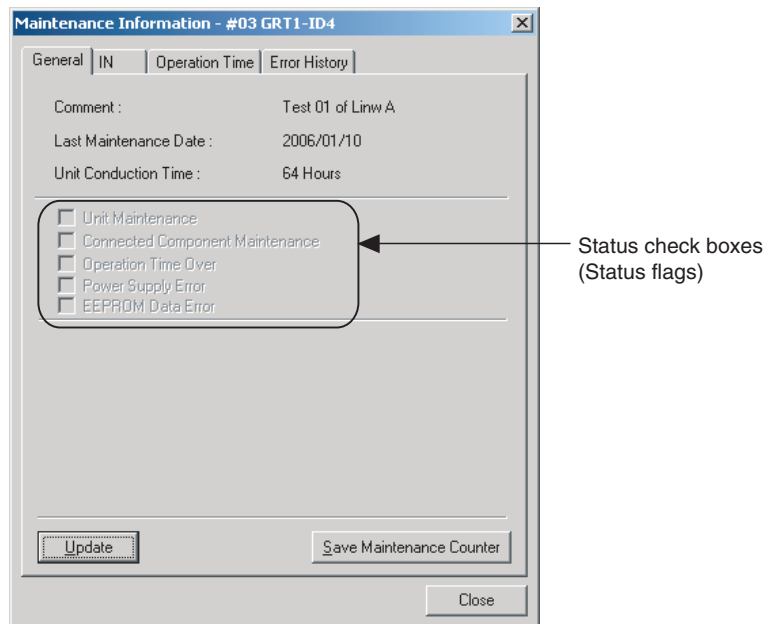 Maintenance Information - #03 GRT1-ID4
General IN Operation Time Error History
Comment : Test 01 of Linw A
Last Maintenance Date : 2006/01/10
Unit Conduction Time : 64 Hours
Unit Maintenance
Connected Component Maintenance
Operation Time Over
Power Supply Error
EEPROM Data Error
Status check boxes
(Status flags)
Update Save Maintenance Counter
Close